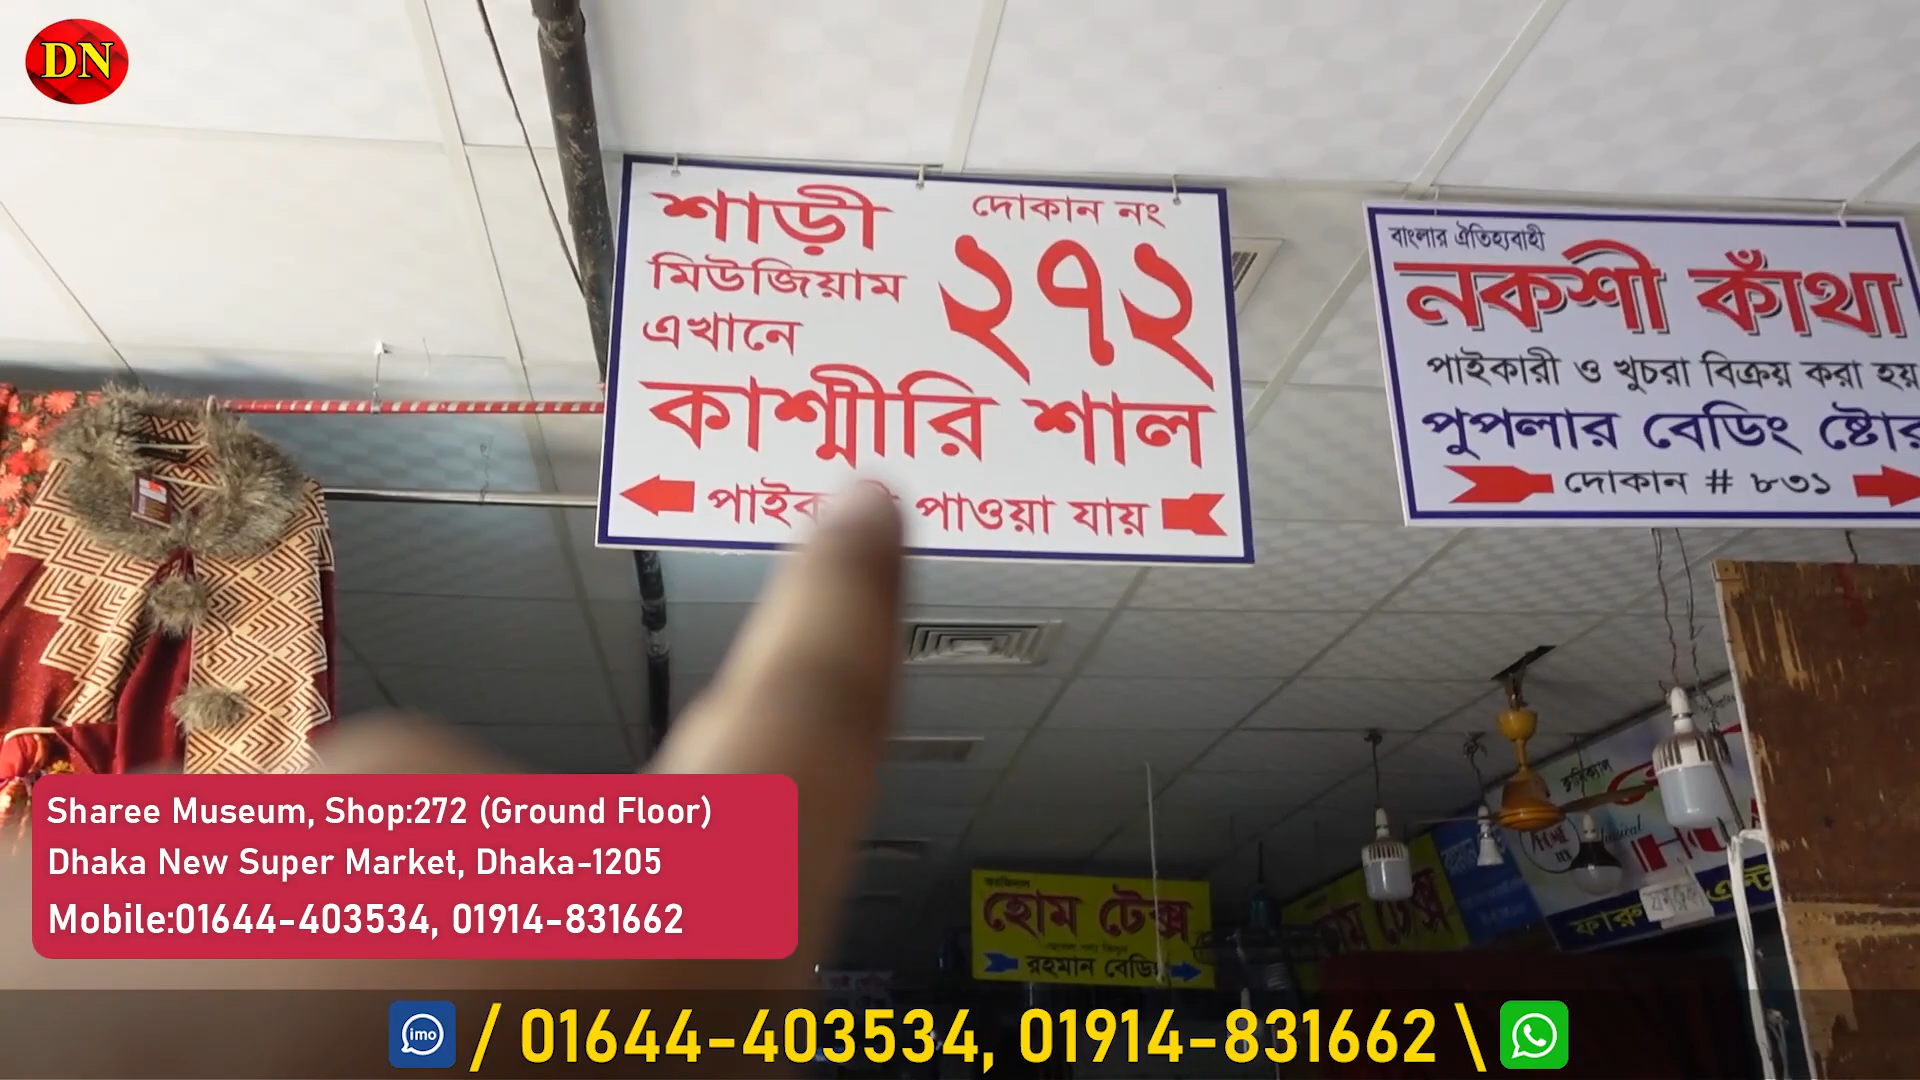 DN
শাড়ী
মিউজিয়াম
এখানে
দোকান নং
২৭২
কাশ্মীরি শাল
পাওয়া যায়
বাংলার ঐতিহ্যবাহী
নকশী কাঁথা
পাইকারী ও খুচরা বিক্রয় করা হয়
পুপলার বেডিং ষ্টোর
দোকান # ৮৩১
হোম টেক্স
রহমান বেডিং
Sharee Museum, Shop:272 (Ground Floor)
Dhaka New Super Market, Dhaka-1205
Mobile:01644-403534, 01914-831662
imo / 01644-403534, 01914-831662 \